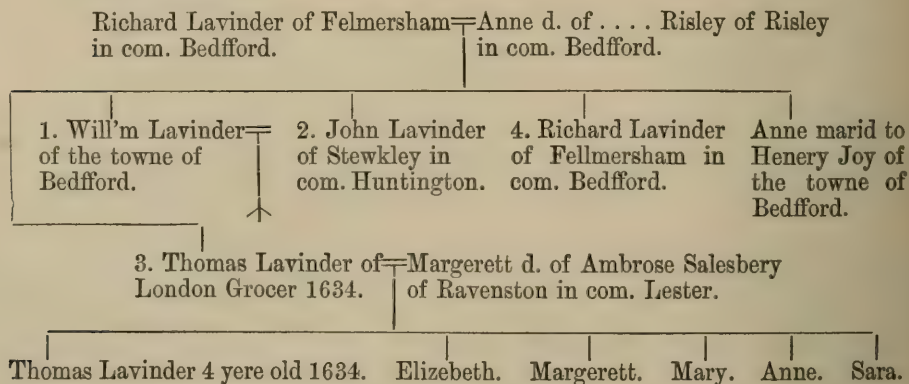 Richard Lavinder of Felmersham
in com. Bedfford.
Anne d. of .... Risley of Risley
in com. Bedfford.
1. Will'm Lavinder
of the towne of
Bedfford.
2. John Lavinder
of Stewkley in
com. Huntington.
4. Richard Lavinder
of Fellmersham in
com. Bedfford.
Anne marid to
Henery Joy of
the towne of
Bedfford.
3. Thomas Lavinder of
London Grocer 1634.
Margerett d. of Ambrose Salesbery
of Ravenston in com. Lester.
Thomas Lavinder 4 yere old 1634.
Elizebeth.
Margerett.
Mary.
Anne.
Sara.